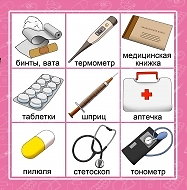 бинты, вата
термометр
медицинская
книжка
таблетки
шприц
аптечка
пилюля
стетоскоп
тонометр